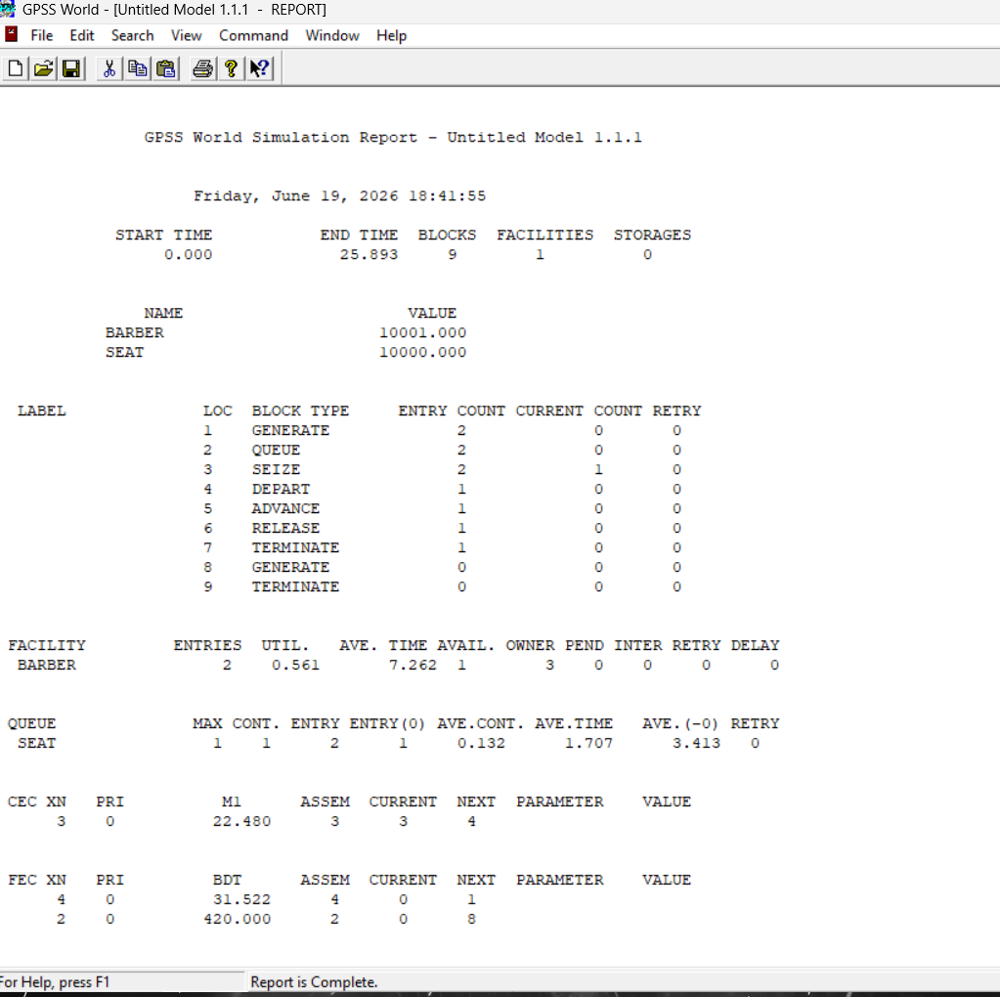 GPSS World - [Untitled Model 1.1.1 - REPORT]
File Edit Search View Command Window Help
GPSS World Simulation Report - Untitled Model 1.1.1
Friday, June 19, 2026 18:41:55
START TIME END TIME BLOCKS FACILITIES STORAGES
0.000 25.893 9 1 0
NAME VALUE
BARBER 10001.000
SEAT 10000.000
LABEL LOC BLOCK TYPE ENTRY COUNT CURRENT COUNT RETRY
1 GENERATE 2 0 0
2 QUEUE 2 0 0
3 SEIZE 2 1 0
4 DEPART 1 0 0
5 ADVANCE 1 0 0
6 RELEASE 1 0 0
7 TERMINATE 1 0 0
8 GENERATE 0 0 0
9 TERMINATE 0 0 0
FACILITY ENTRIES UTIL. AVE. TIME AVAIL. OWNER PEND INTER RETRY DELAY
BARBER 2 0.561 7.262 1 3 0 0 0 0
QUEUE MAX CONT. ENTRY ENTRY(0) AVE.CONT. AVE.TIME AVE.(-0) RETRY
SEAT 1 1 2 1 0.132 1.707 3.413 0
CEC XN PRI M1 ASSEM CURRENT NEXT PARAMETER VALUE
3 0 22.480 3 3 4
FEC XN PRI BDT ASSEM CURRENT NEXT PARAMETER VALUE
4 0 31.522 4 0 1
2 0 420.000 2 0 8
For Help, press F1 Report is Complete.